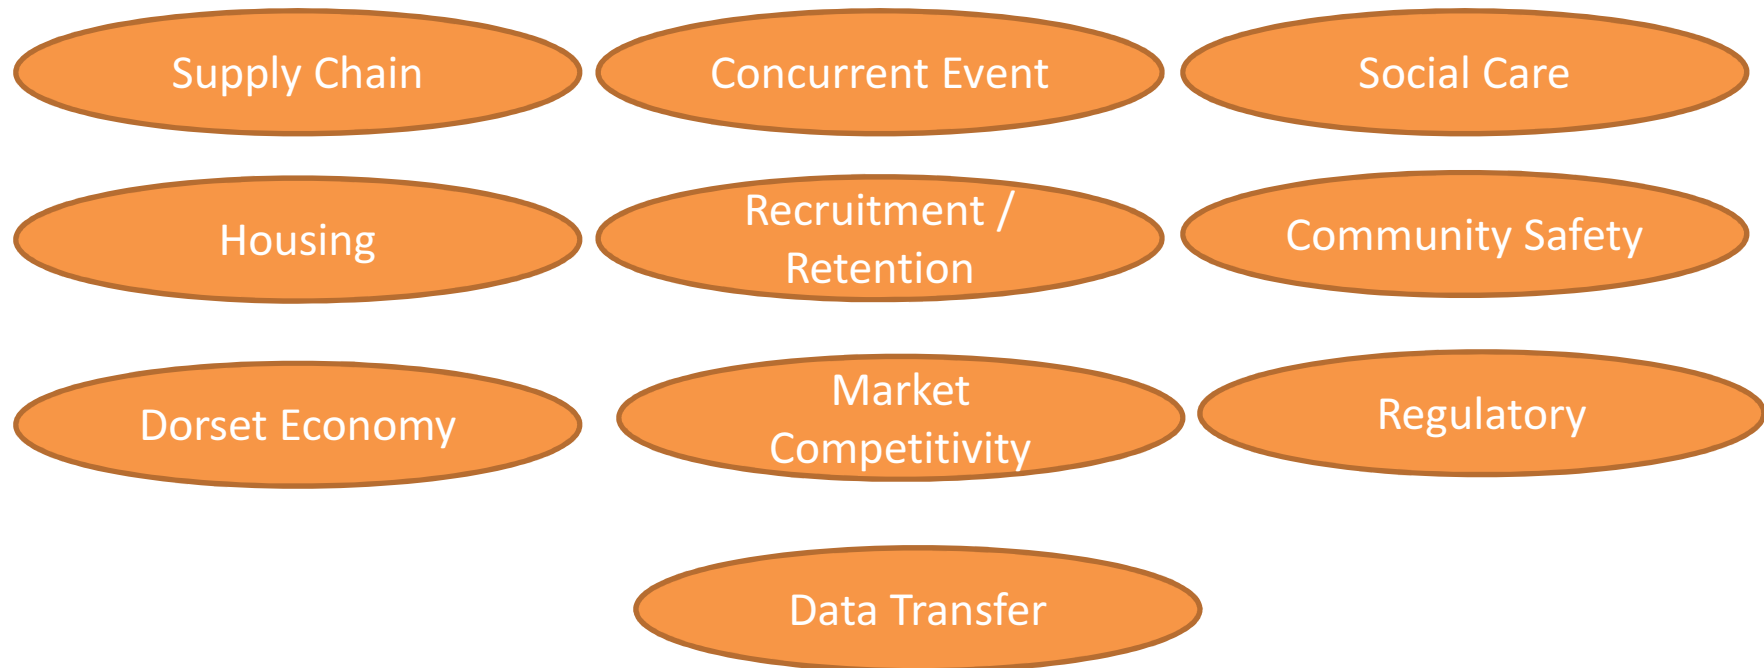 Supply Chain
Concurrent Event
Social Care
Housing
Recruitment /
Retention
Community Safety
Dorset Economy
Market
Competitivity
Regulatory
Data Transfer